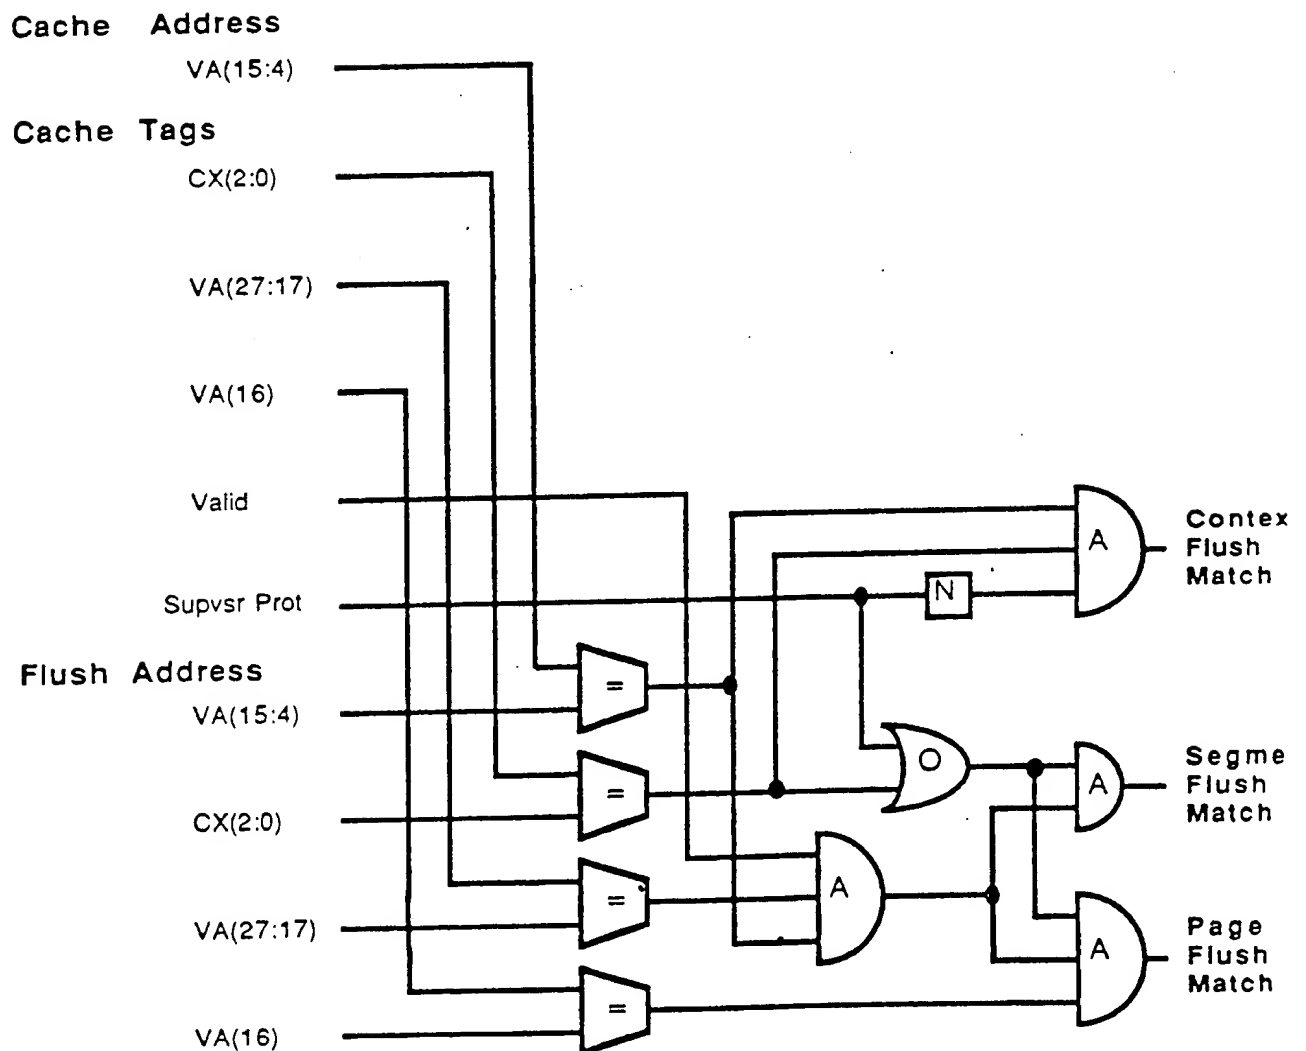 Cache Address
VA(15:4)
Cache Tags
CX(2:0)
VA(27:17)
VA(16)
Valid
Supvsr Prot
Flush Address
VA(15:4)
CX(2:0)
VA(27:17)
VA(16)
=
=
=
=
A
N
O
A
A
A
Contex
Flush
Match
Segme
Flush
Match
Page
Flush
Match